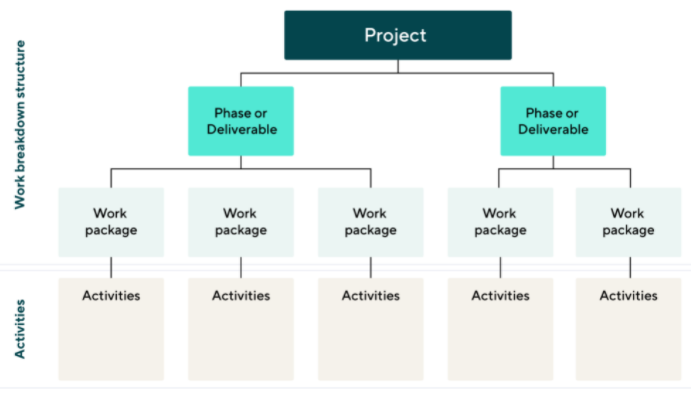 Work breakdown structure
Project
Phase or
Deliverable
Phase or
Deliverable
Work
package
Work
package
Work
package
Work
package
Work
package
Activities
Activities
Activities
Activities
Activities
Activities